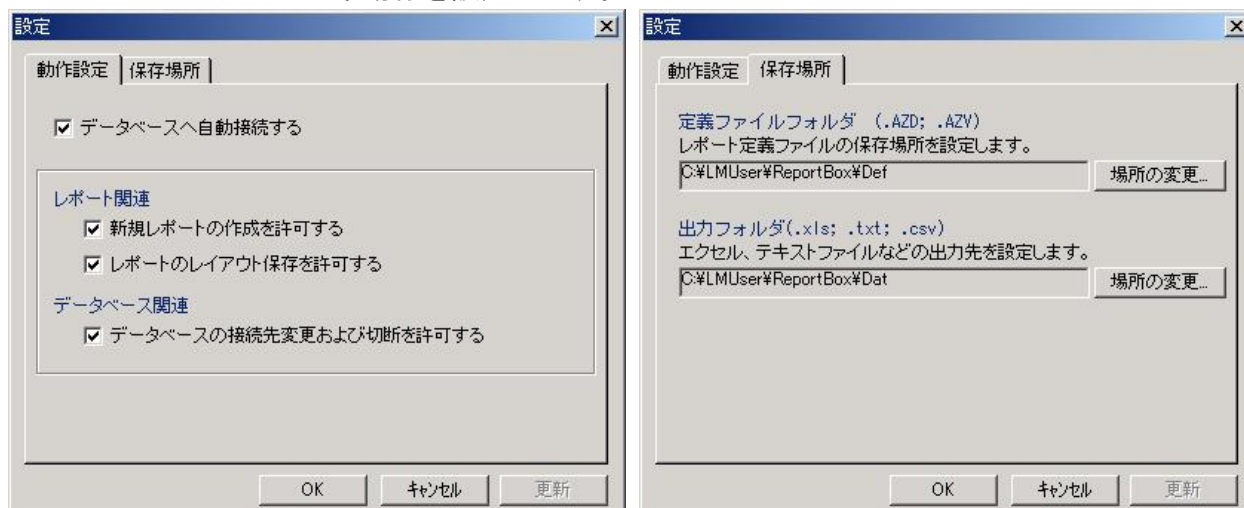 設定
動作設定
保存場所
データベースへ自動接続する
レポート関連
新規レポートの作成を許可する
レポートのレイアウト保存を許可する
データベース関連
データベースの接続先変更および切断を許可する
OK
キャンセル
更新
設定
動作設定
保存場所
定義ファイルフォルダ (.AZD; .AZV)
レポート定義ファイルの保存場所を設定します。
C:¥LMUser¥ReportBox¥Def
場所の変更...
出力フォルダ(.xls; .txt; .csv)
エクセル、テキストファイルなどの出力先を設定します。
C:¥LMUser¥ReportBox¥Dat
場所の変更...
OK
キャンセル
更新